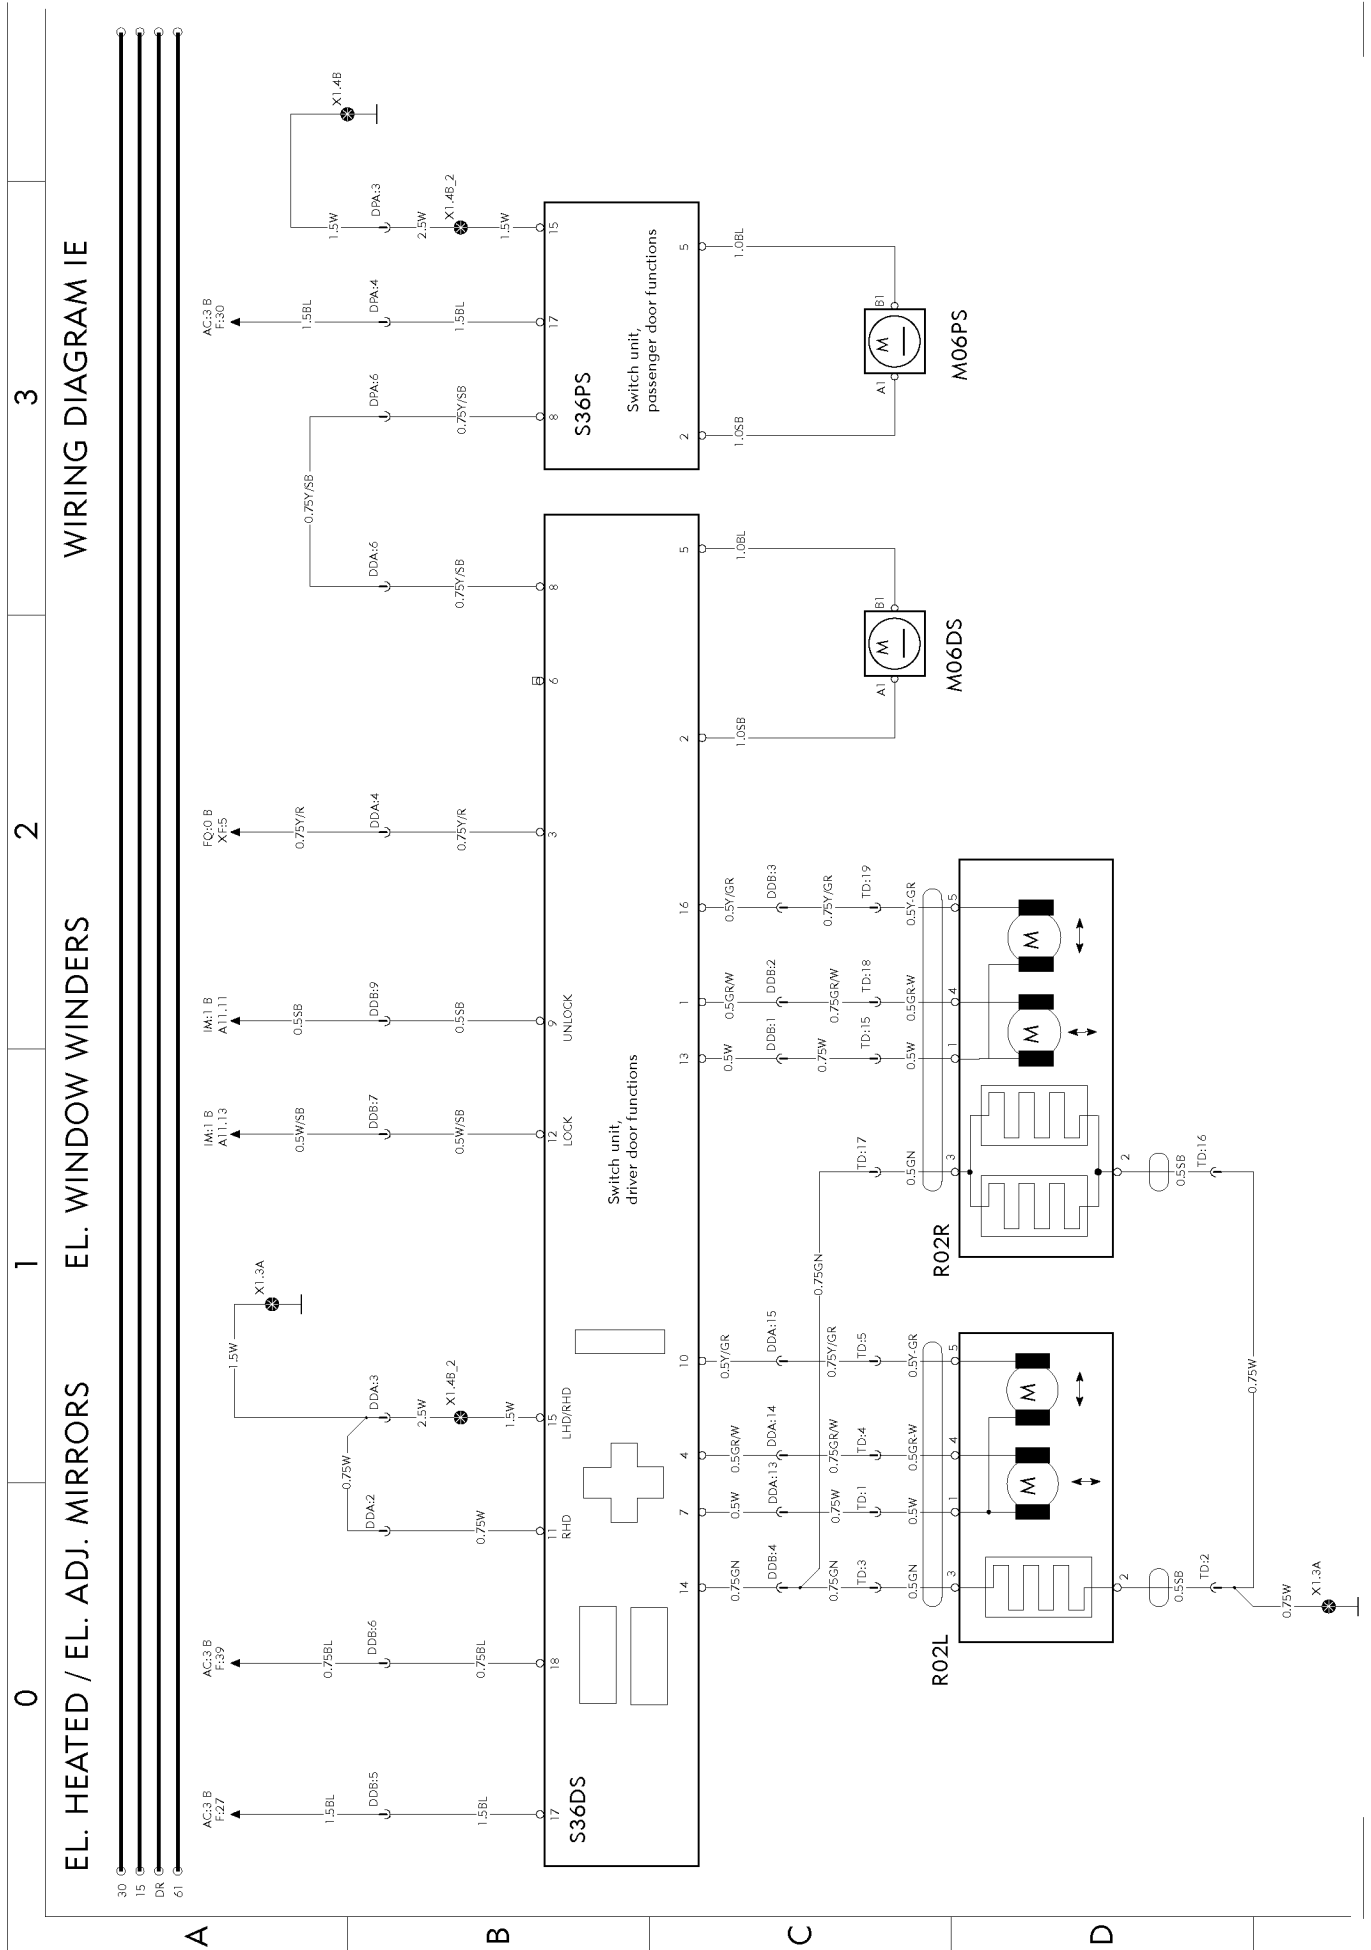 0
1
2
3
EL. HEATED / EL. ADJ. MIRRORS
EL. WINDOW WINDERS
WIRING DIAGRAM IE
30
15
DR
61
A
B
C
D
AC:3 B
F:27
1.5BL
DDB:5
1.5BL
17
AC:3 B
F:39
0.75BL
DDB:6
0.75BL
18
0.75W
DDA:2
0.75W
11
RHD
1.5W
X1.3A
DDA:3
2.5W
X1.4B_2
1.5W
15
LHD/RHD
IM:1 B
A11.13
0.5W/SB
DDB:7
0.5W/SB
12
LOCK
IM:1 B
A11.11
0.5SB
DDB:9
0.5SB
9
UNLOCK
FQ:0 B
XF:5
0.75Y/R
DDA:4
0.75Y/R
3
6
DDA:6
0.75Y/SB
8
0.75Y/SB
DPA:6
0.75Y/SB
8
AC:3 B
F:30
1.5BL
DPA:4
1.5BL
17
1.5W
DPA:3
2.5W
X1.4B_2
1.5W
15
X1.4B
S36DS
Switch unit,
driver door functions
S36PS
Switch unit,
passenger door functions
14
0.75GN
DDB:4
0.75GN
TD:3
0.5GN
3
7
0.5W
DDA:13
0.75W
TD:1
0.5W
1
4
0.5GR/W
DDA:14
0.75GR/W
TD:4
0.5GR-W
4
10
0.5Y/GR
DDA:15
0.75Y/GR
TD:5
0.5Y-GR
5
0.75GN
TD:17
0.5GN
3
13
0.5W
DDB:1
0.75W
TD:15
0.5W
1
1
0.5GR/W
DDB:2
0.75GR/W
TD:18
0.5GR-W
4
16
0.5Y/GR
DDB:3
0.75Y/GR
TD:19
0.5Y-GR
5
2
1.0SB
A1
M
B1
1.0BL
5
M06DS
2
1.0SB
A1
M
B1
1.0BL
5
M06PS
R02L
M
M
2
0.5SB
TD:2
0.75W
X1.3A
R02R
M
M
2
0.5SB
TD:16
0.75W